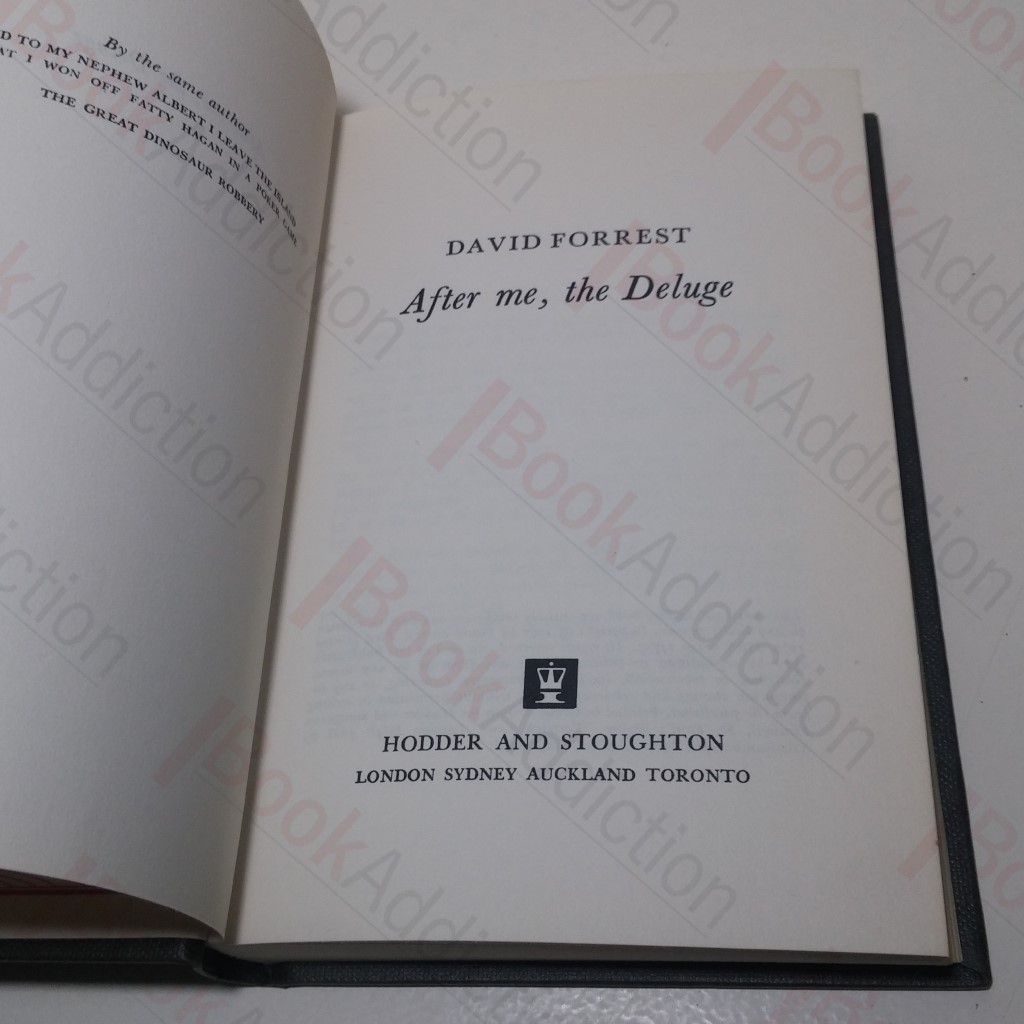 By the same author
D TO MY NEPHEW ALBERT I LEAVE THE ISLAND
AT I WON OFF FATTY HAGAN IN A POKER GAME
THE GREAT DINOSAUR ROBBERY
DAVID FORREST
After me, the Deluge
HODDER AND STOUGHTON
LONDON SYDNEY AUCKLAND TORONTO
BookAddiction